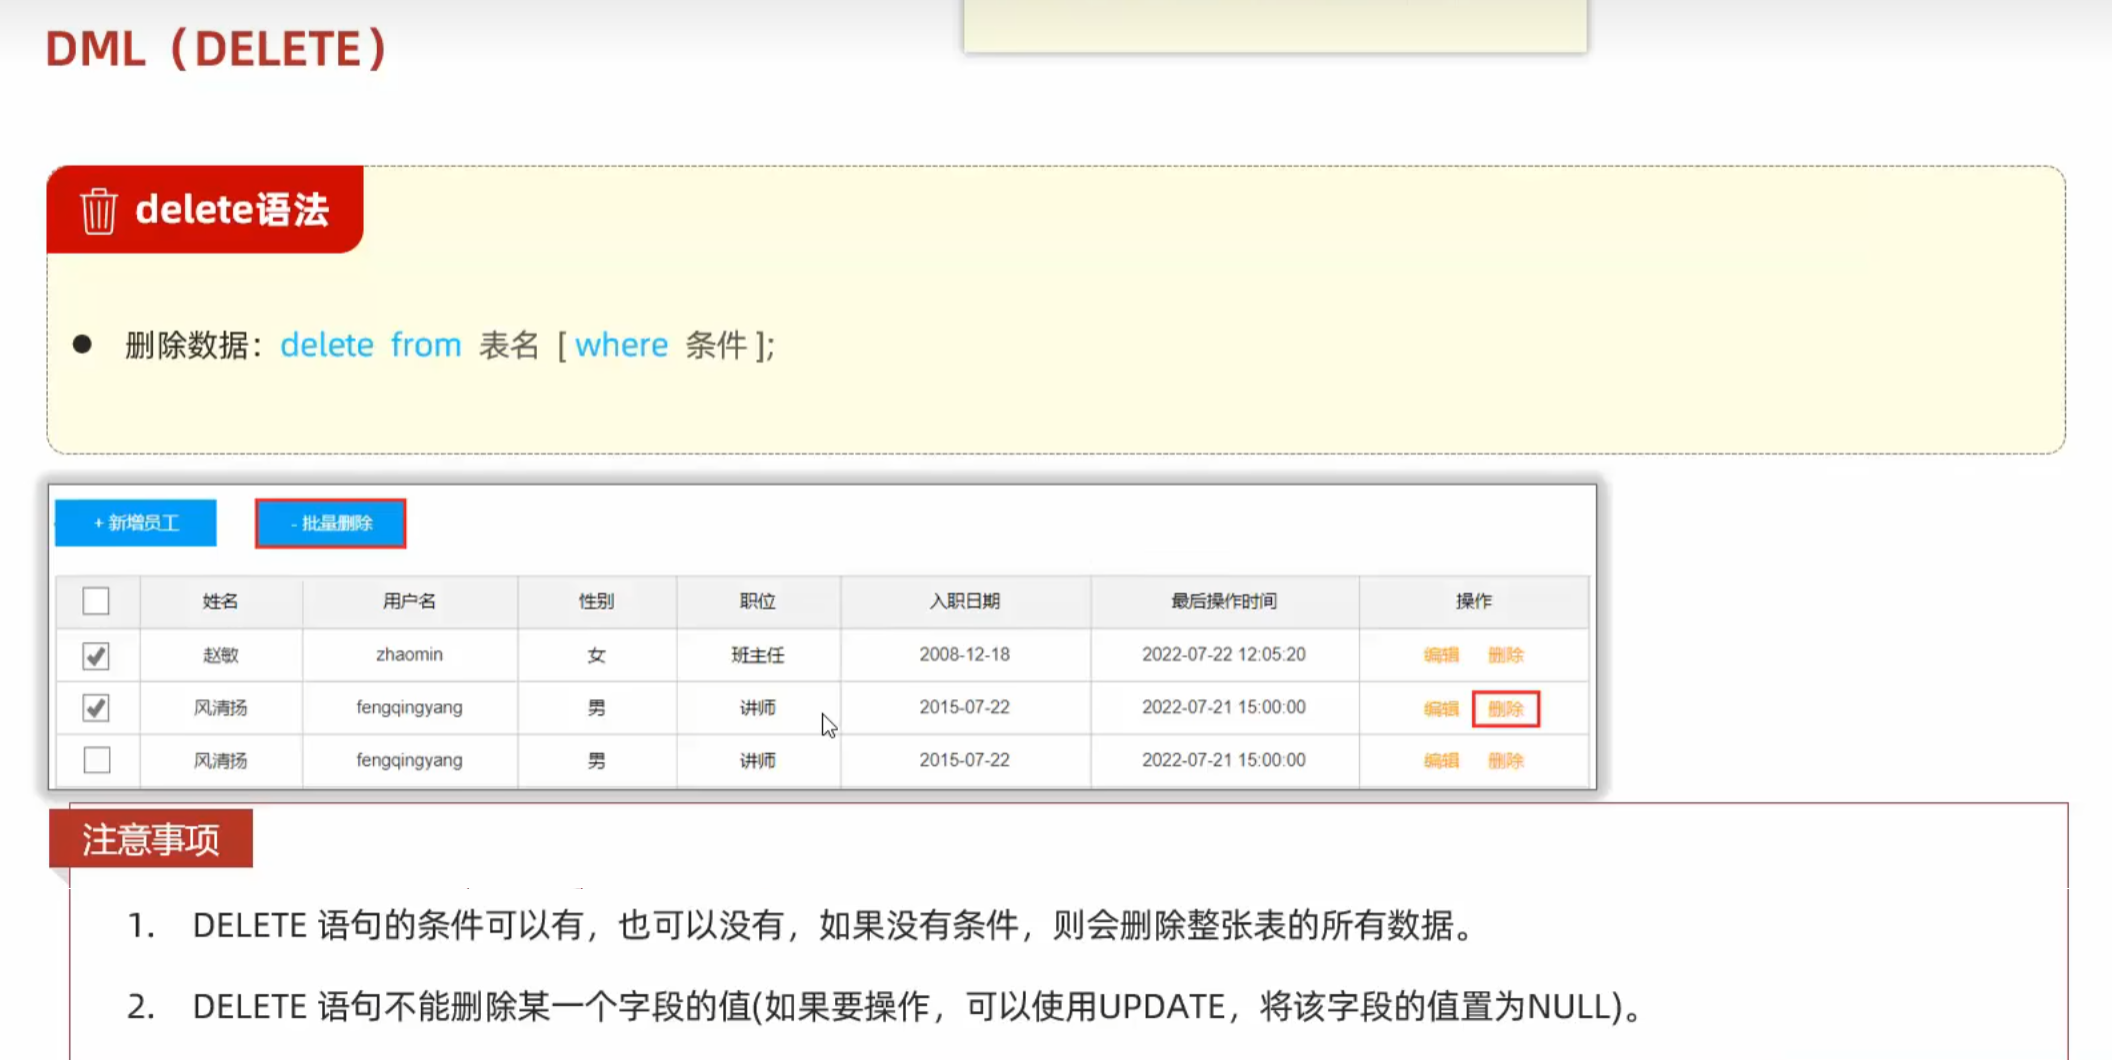 DML（DELETE）
delete语法
● 删除数据：delete from 表名 [ where 条件 ];
+ 新增员工 - 批量删除
姓名 用户名 性别 职位 入职日期 最后操作时间 操作
赵敏 zhaomin 女 班主任 2008-12-18 2022-07-22 12:05:20 编辑 删除
风清扬 fengqingyang 男 讲师 2015-07-22 2022-07-21 15:00:00 编辑 删除
风清扬 fengqingyang 男 讲师 2015-07-22 2022-07-21 15:00:00 编辑 删除
注意事项
1. DELETE 语句的条件可以有，也可以没有，如果没有条件，则会删除整张表的所有数据。
2. DELETE 语句不能删除某一个字段的值(如果要操作，可以使用UPDATE，将该字段的值置为NULL)。